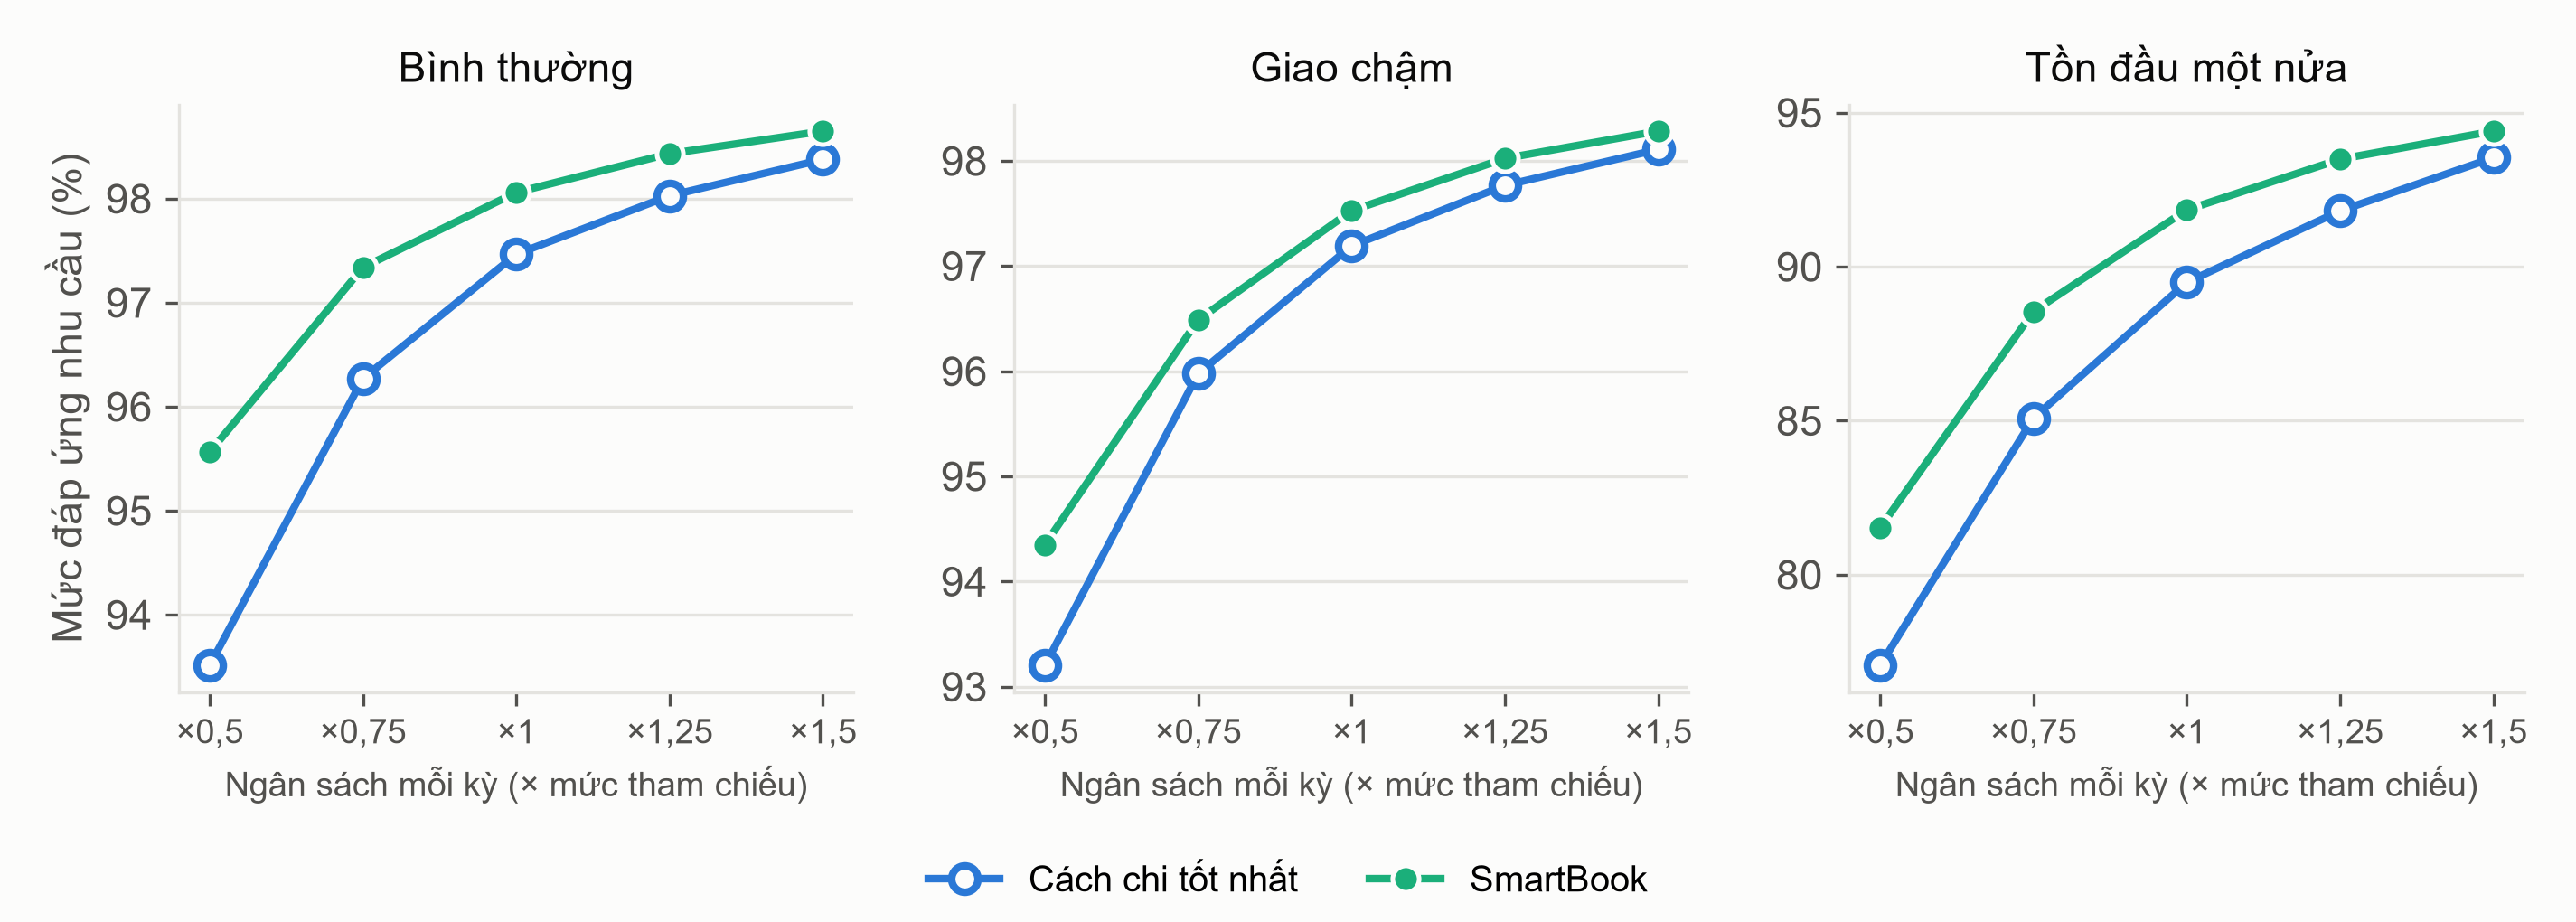 Bình thường
Giao chậm
Tồn đầu một nửa
Mức đáp ứng nhu cầu (%)
98
97
96
95
94
×0,5 ×0,75 ×1 ×1,25 ×1,5
Ngân sách mỗi kỳ (× mức tham chiếu)
98
97
96
95
94
93
×0,5 ×0,75 ×1 ×1,25 ×1,5
Ngân sách mỗi kỳ (× mức tham chiếu)
95
90
85
80
×0,5 ×0,75 ×1 ×1,25 ×1,5
Ngân sách mỗi kỳ (× mức tham chiếu)
Cách chi tốt nhất
SmartBook